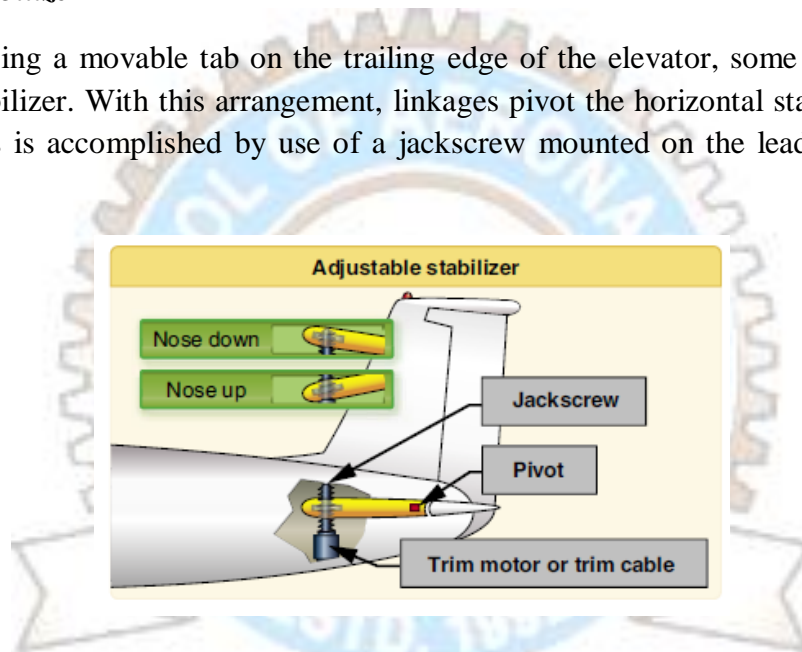 ing a movable tab on the trailing edge of the elevator, some
bilizer. With this arrangement, linkages pivot the horizontal sta
is accomplished by use of a jackscrew mounted on the lead
Adjustable stabilizer
Nose down
Nose up
Jackscrew
Pivot
Trim motor or trim cable